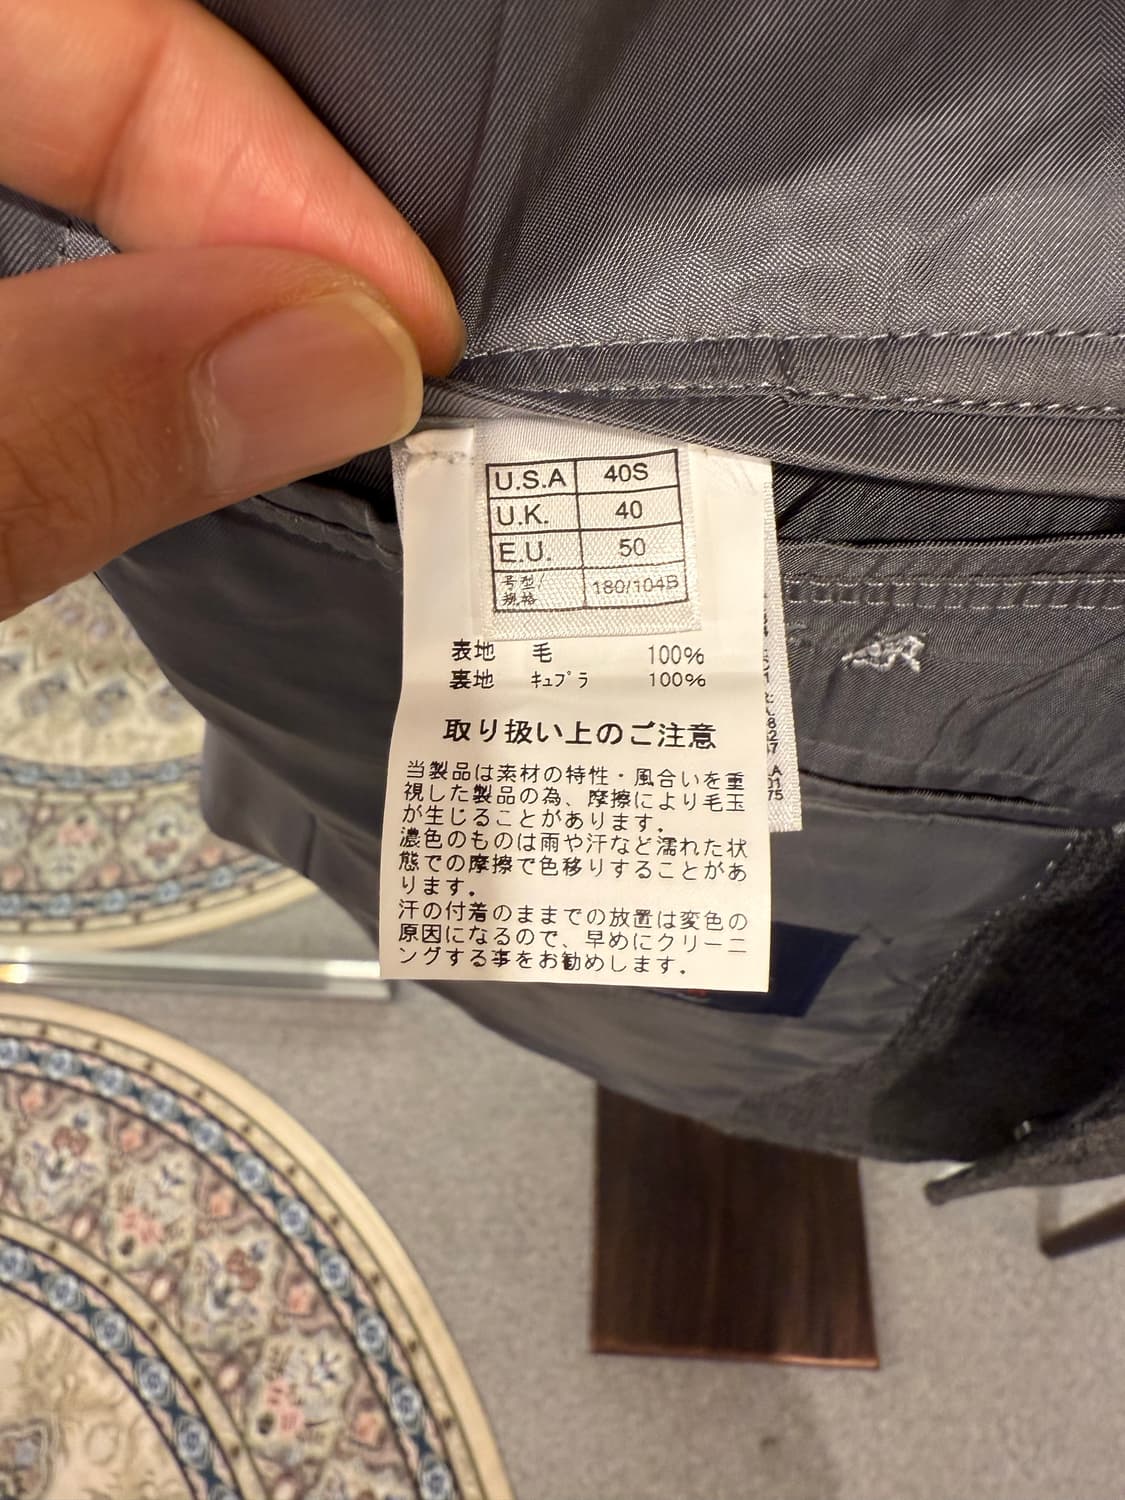 U.S.A 40S
U.K. 40
E.U. 50
号型/规格 180/104B
表地 毛 100%
裏地 ｷｭﾌﾟﾗ 100%
取り扱い上のご注意
当製品は素材の特性・風合いを重
視した製品の為、摩擦により毛玉
が生じることがあります。
濃色のものは雨や汗など濡れた状
態での摩擦で色移りすることがあ
ります。
汗の付着のままでの放置は変色の
原因になるので、早めにクリーニ
ングする事をお勧めします。